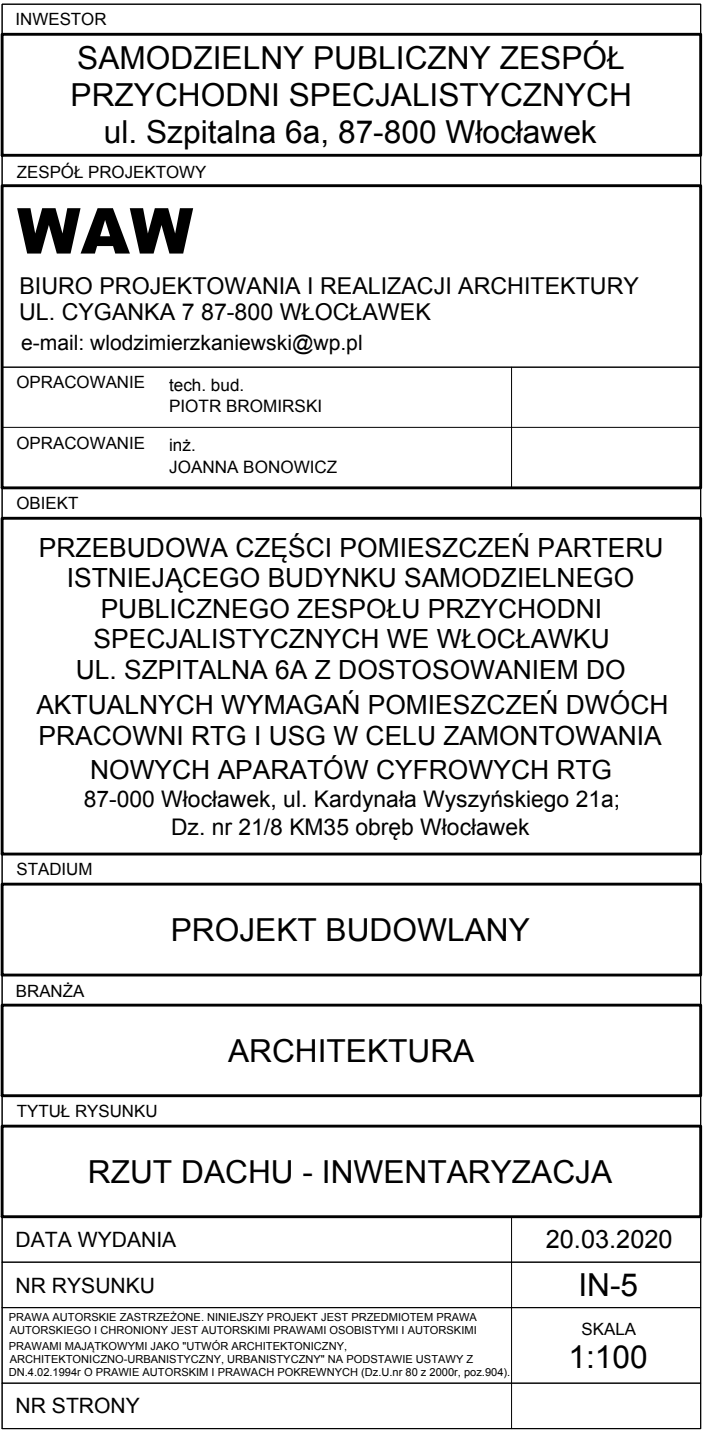 INWESTOR
SAMODZIELNY PUBLICZNY ZESPÓŁ
PRZYCHODNI SPECJALISTYCZNYCH
ul. Szpitalna 6a, 87-800 Włocławek
ZESPÓŁ PROJEKTOWY
WAW
BIURO PROJEKTOWANIA I REALIZACJI ARCHITEKTURY
UL. CYGANKA 7 87-800 WŁOCŁAWEK
e-mail: wlodzimierzkaniewski@wp.pl
OPRACOWANIE tech. bud.
PIOTR BROMIRSKI
OPRACOWANIE inż.
JOANNA BONOWICZ
OBIEKT
PRZEBUDOWA CZĘŚCI POMIESZCZEŃ PARTERU
ISTNIEJĄCEGO BUDYNKU SAMODZIELNEGO
PUBLICZNEGO ZESPOŁU PRZYCHODNI
SPECJALISTYCZNYCH WE WŁOCŁAWKU
UL. SZPITALNA 6A Z DOSTOSOWANIEM DO
AKTUALNYCH WYMAGAŃ POMIESZCZEŃ DWÓCH
PRACOWNI RTG I USG W CELU ZAMONTOWANIA
NOWYCH APARATÓW CYFROWYCH RTG
87-000 Włocławek, ul. Kardynała Wyszyńskiego 21a;
Dz. nr 21/8 KM35 obręb Włocławek
STADIUM
PROJEKT BUDOWLANY
BRANŻA
ARCHITEKTURA
TYTUŁ RYSUNKU
RZUT DACHU - INWENTARYZACJA
DATA WYDANIA 20.03.2020
NR RYSUNKU IN-5
PRAWA AUTORSKIE ZASTRZEŻONE. NINIEJSZY PROJEKT JEST PRZEDMIOTEM PRAWA
AUTORSKIEGO I CHRONIONY JEST AUTORSKIMI PRAWAMI OSOBISTYMI I AUTORSKIMI
PRAWAMI MAJĄTKOWYMI JAKO "UTWÓR ARCHITEKTONICZNY,
ARCHITEKTONICZNO-URBANISTYCZNY, URBANISTYCZNY" NA PODSTAWIE USTAWY Z
DN.4.02.1994r O PRAWIE AUTORSKIM I PRAWACH POKREWNYCH (Dz.U.nr 80 z 2000r, poz.904).
SKALA
1:100
NR STRONY